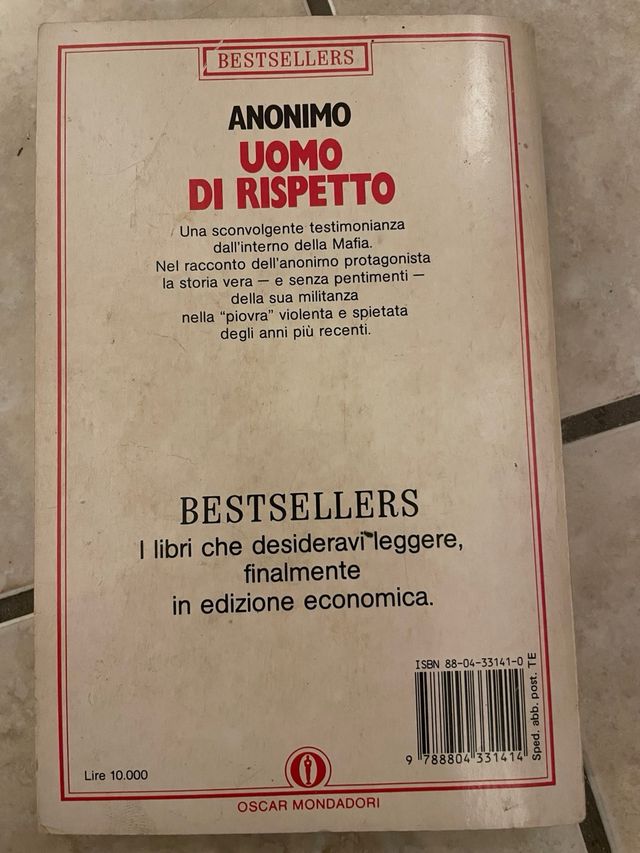 BESTSELLERS
ANONIMO
UOMO
DI RISPETTO
Una sconvolgente testimonianza
dall'interno della Mafia.
Nel racconto dell'anonimo protagonista
la storia vera — e senza pentimenti —
della sua militanza
nella "piovra" violenta e spietata
degli anni più recenti.
BESTSELLERS
I libri che desideravi leggere,
finalmente
in edizione economica.
ISBN 88-04-33141-0
Sped. abb. post. TE
9 788804 331414
Lire 10.000
OSCAR MONDADORI